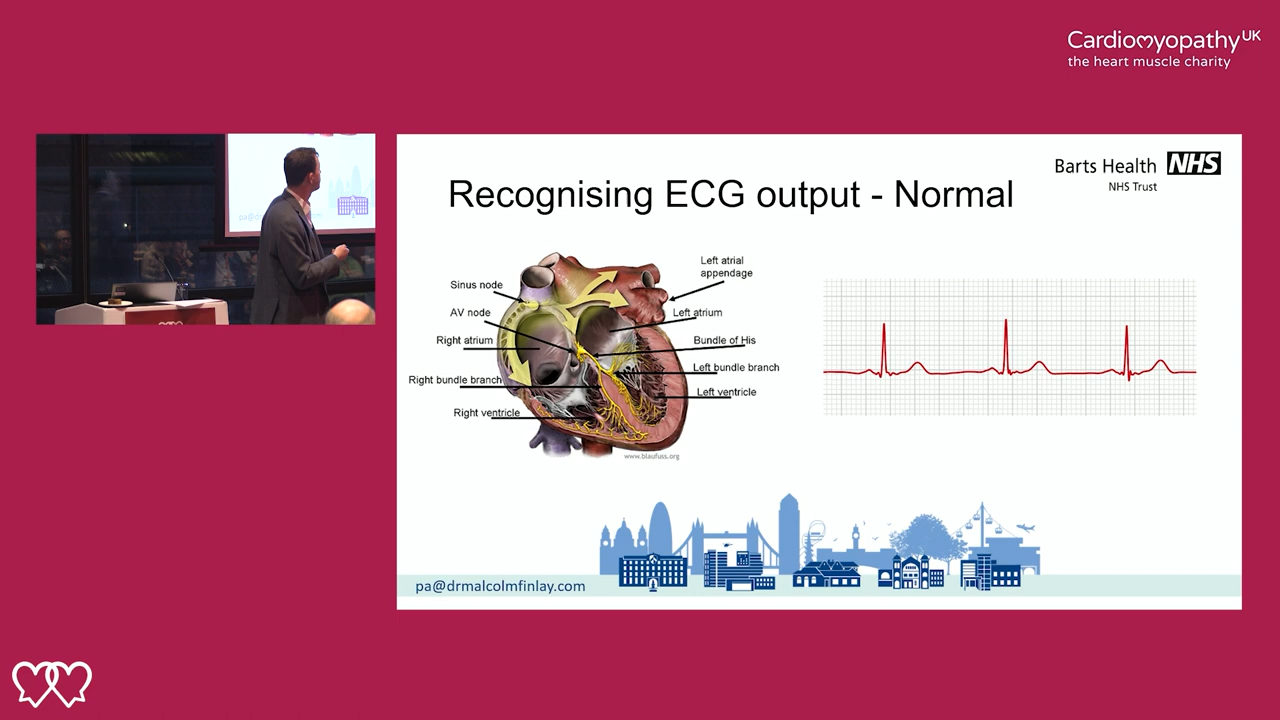 Cardiomyopathy UK
the heart muscle charity
Barts Health NHS
NHS Trust
Recognising ECG output - Normal
Left atrial
appendage
Sinus node
AV node
Left atrium
Right atrium
Bundle of His
Left bundle branch
Right bundle branch
Left ventricle
Right ventricle
www.blaufuss.org
pa@drmalcolmfinlay.com